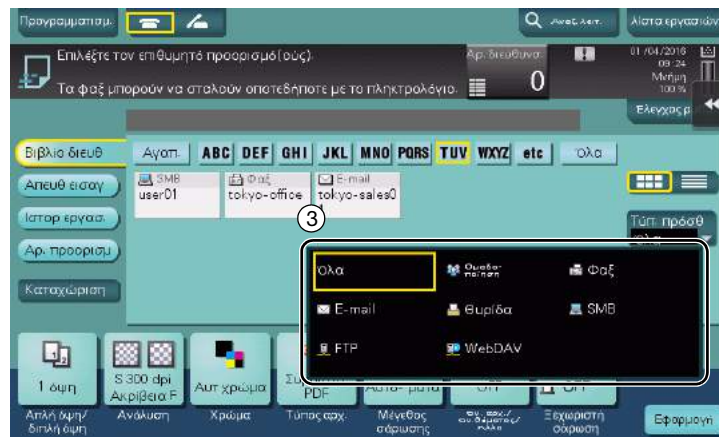 Προγραμματισμ.
Αναζ.λειτ.
Λίστα εργασιών
Επιλέξτε τον επιθυμητό προορισμό(ούς).
Τα φαξ μπορούν να σταλούν οποτεδήποτε με το πληκτρολόγιο.
Αρ. διευθυνσ.
0
01 /04/2016
09 :24
Μνήμη
100 %
Έλεγχος ρ
Βιβλίο διευθ
Αγαπ.
ABC
DEF
GHI
JKL
MNO
PQRS
TUV
WXYZ
etc
Όλα
Απευθ εισαγ
Ιστορ εργασ.
Αρ. προορισμ
Καταχώριση
SMB
user01
Φαξ
tokyo-office
E-mail
tokyo-sales0
1
Τύπ. πρόσθ
Όλα
3
Όλα
Ομαδο-
ποίηση
Φαξ
E-mail
Θυρίδα
SMB
FTP
WebDAV
1 όψη
S
300 dpi
Ακρίβεια F
Αυτ χρώμα
PDF
Απλή όψη/
διπλή όψη
Ανάλυση
Χρώμα
Τύπος αρχ.
Μέγεθος
σάρωσης
Ξεχωριστή
σάρωση
Εφαρμογή